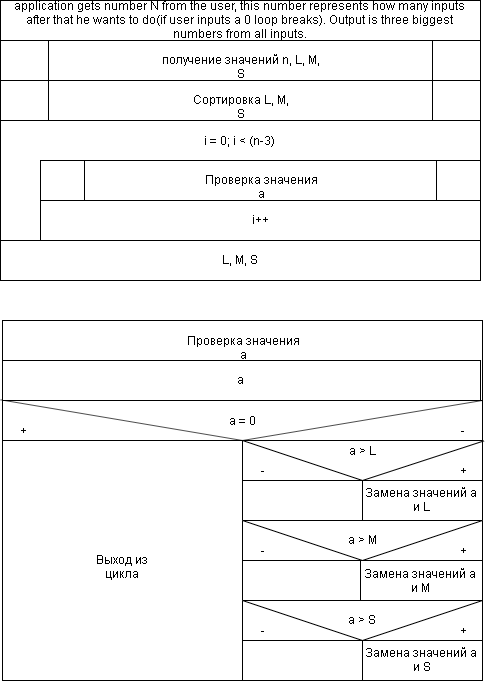 application gets number N from the user, this number represents how many inputs
after that he wants to do(if user inputs a 0 loop breaks). Output is three biggest
numbers from all inputs.
получение значений n, L, M,
S
Сортировка L, M,
S
i = 0; i < (n-3)
Проверка значения
a
i++
L, M, S
Проверка значения
a
a
a = 0
+
-
a > L
-
+
Замена значений a
и L
a > M
-
+
Замена значений a
и M
Выход из
цикла
a > S
-
+
Замена значений a
и S